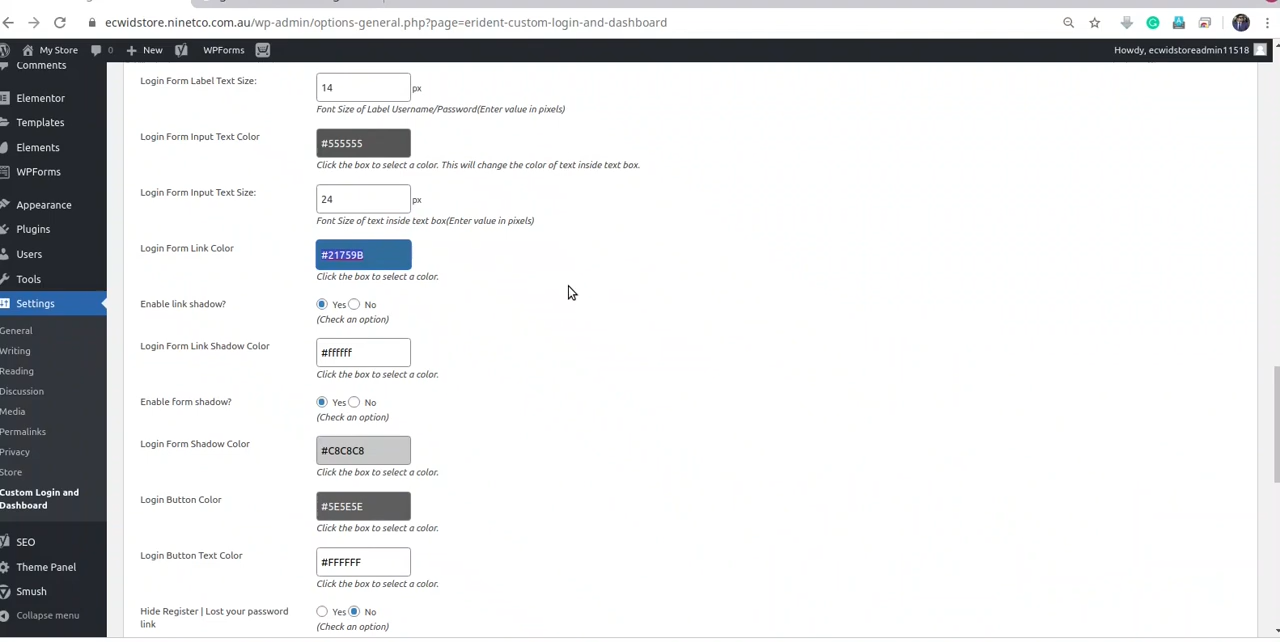 ecwidstore.ninetco.com.au/wp-admin/options-general.php?page=erident-custom-login-and-dashboard
My Store
0
New
WPForms
Howdy, ecwidstoreadmin11518
Comments
Elementor
Templates
Elements
WPForms
Appearance
Plugins
Users
Tools
Settings
General
Writing
Reading
Discussion
Media
Permalinks
Privacy
Store
Custom Login and
Dashboard
SEO
Theme Panel
Smush
Collapse menu
Login Form Label Text Size:
14 px
Font Size of Label Username/Password(Enter value in pixels)
Login Form Input Text Color
#555555
Click the box to select a color. This will change the color of text inside text box.
Login Form Input Text Size:
24 px
Font Size of text inside text box(Enter value in pixels)
Login Form Link Color
#21759B
Click the box to select a color.
Enable link shadow?
Yes No
(Check an option)
Login Form Link Shadow Color
#ffffff
Click the box to select a color.
Enable form shadow?
Yes No
(Check an option)
Login Form Shadow Color
#C8C8C8
Click the box to select a color.
Login Button Color
#5E5E5E
Click the box to select a color.
Login Button Text Color
#FFFFFF
Click the box to select a color.
Hide Register | Lost your password
link
Yes No
(Check an option)